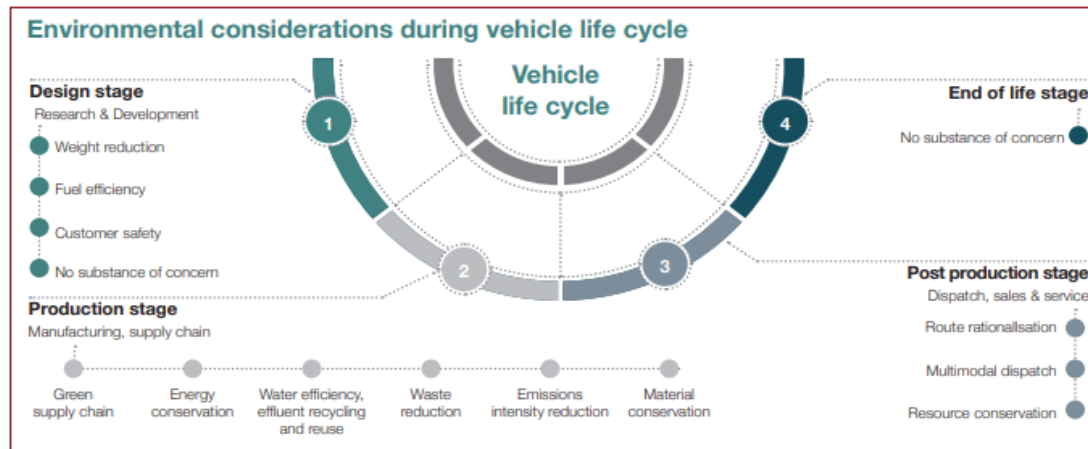 Environmental considerations during vehicle life cycle
Vehicle
life cycle
Design stage
Research & Development
Weight reduction
Fuel efficiency
Customer safety
No substance of concern
1
2
3
4
End of life stage
No substance of concern
Production stage
Manufacturing, supply chain
Green
supply chain
Energy
conservation
Water efficiency,
effluent recycling
and reuse
Waste
reduction
Emissions
intensity reduction
Material
conservation
Post production stage
Dispatch, sales & service
Route rationalisation
Multimodal dispatch
Resource conservation